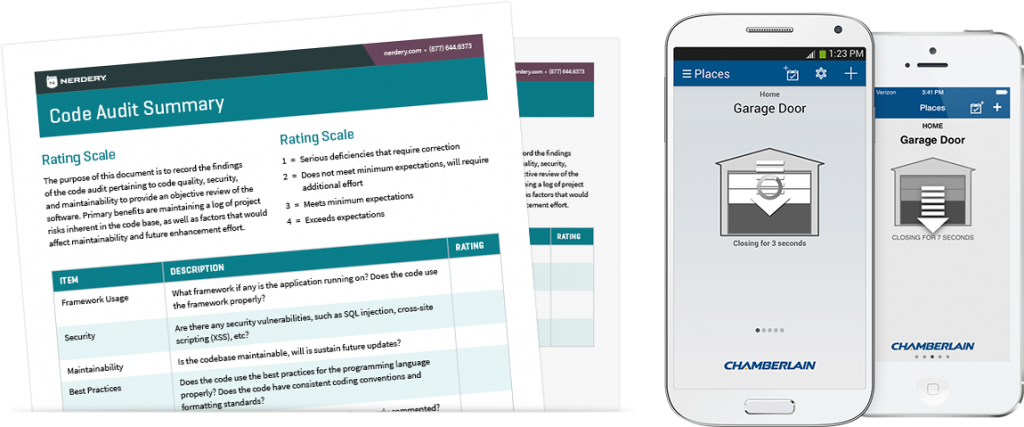 NERDERY.
nerdery.com • (877) 644.6373
Code Audit Summary
Rating Scale
The purpose of this document is to record the findings
of the code audit pertaining to code quality, security,
and maintainability to provide an objective review of the
software. Primary benefits are maintaining a log of project
risks inherent in the code base, as well as factors that would
affect maintainability and future enhancement effort.
Rating Scale
1 = Serious deficiencies that require correction
2 = Does not meet minimum expectations, will require
additional effort
3 = Meets minimum expectations
4 = Exceeds expectations
ITEM DESCRIPTION RATING
Framework Usage What framework if any is the application running on? Does the code use
the framework properly?
Security Are there any security vulnerabilities, such as SQL injection, cross-site
scripting (XSS), etc?
Maintainability Is the codebase maintainable, will is sustain future updates?
Best Practices Does the code use the best practices for the programming language
properly? Does the code have consistent coding conventions and
formatting standards?
commented?
(877) 644.6373
ord the findings
quality, security,
ective review of the
ning a log of project
s factors that would
cement effort.
RATING
1:23 PM
Places
Home
Garage Door
Closing for 3 seconds
CHAMBERLAIN
Verizon 3:41 PM
Places
HOME
Garage Door
CLOSING FOR 7 SECONDS
CHAMBERLAIN